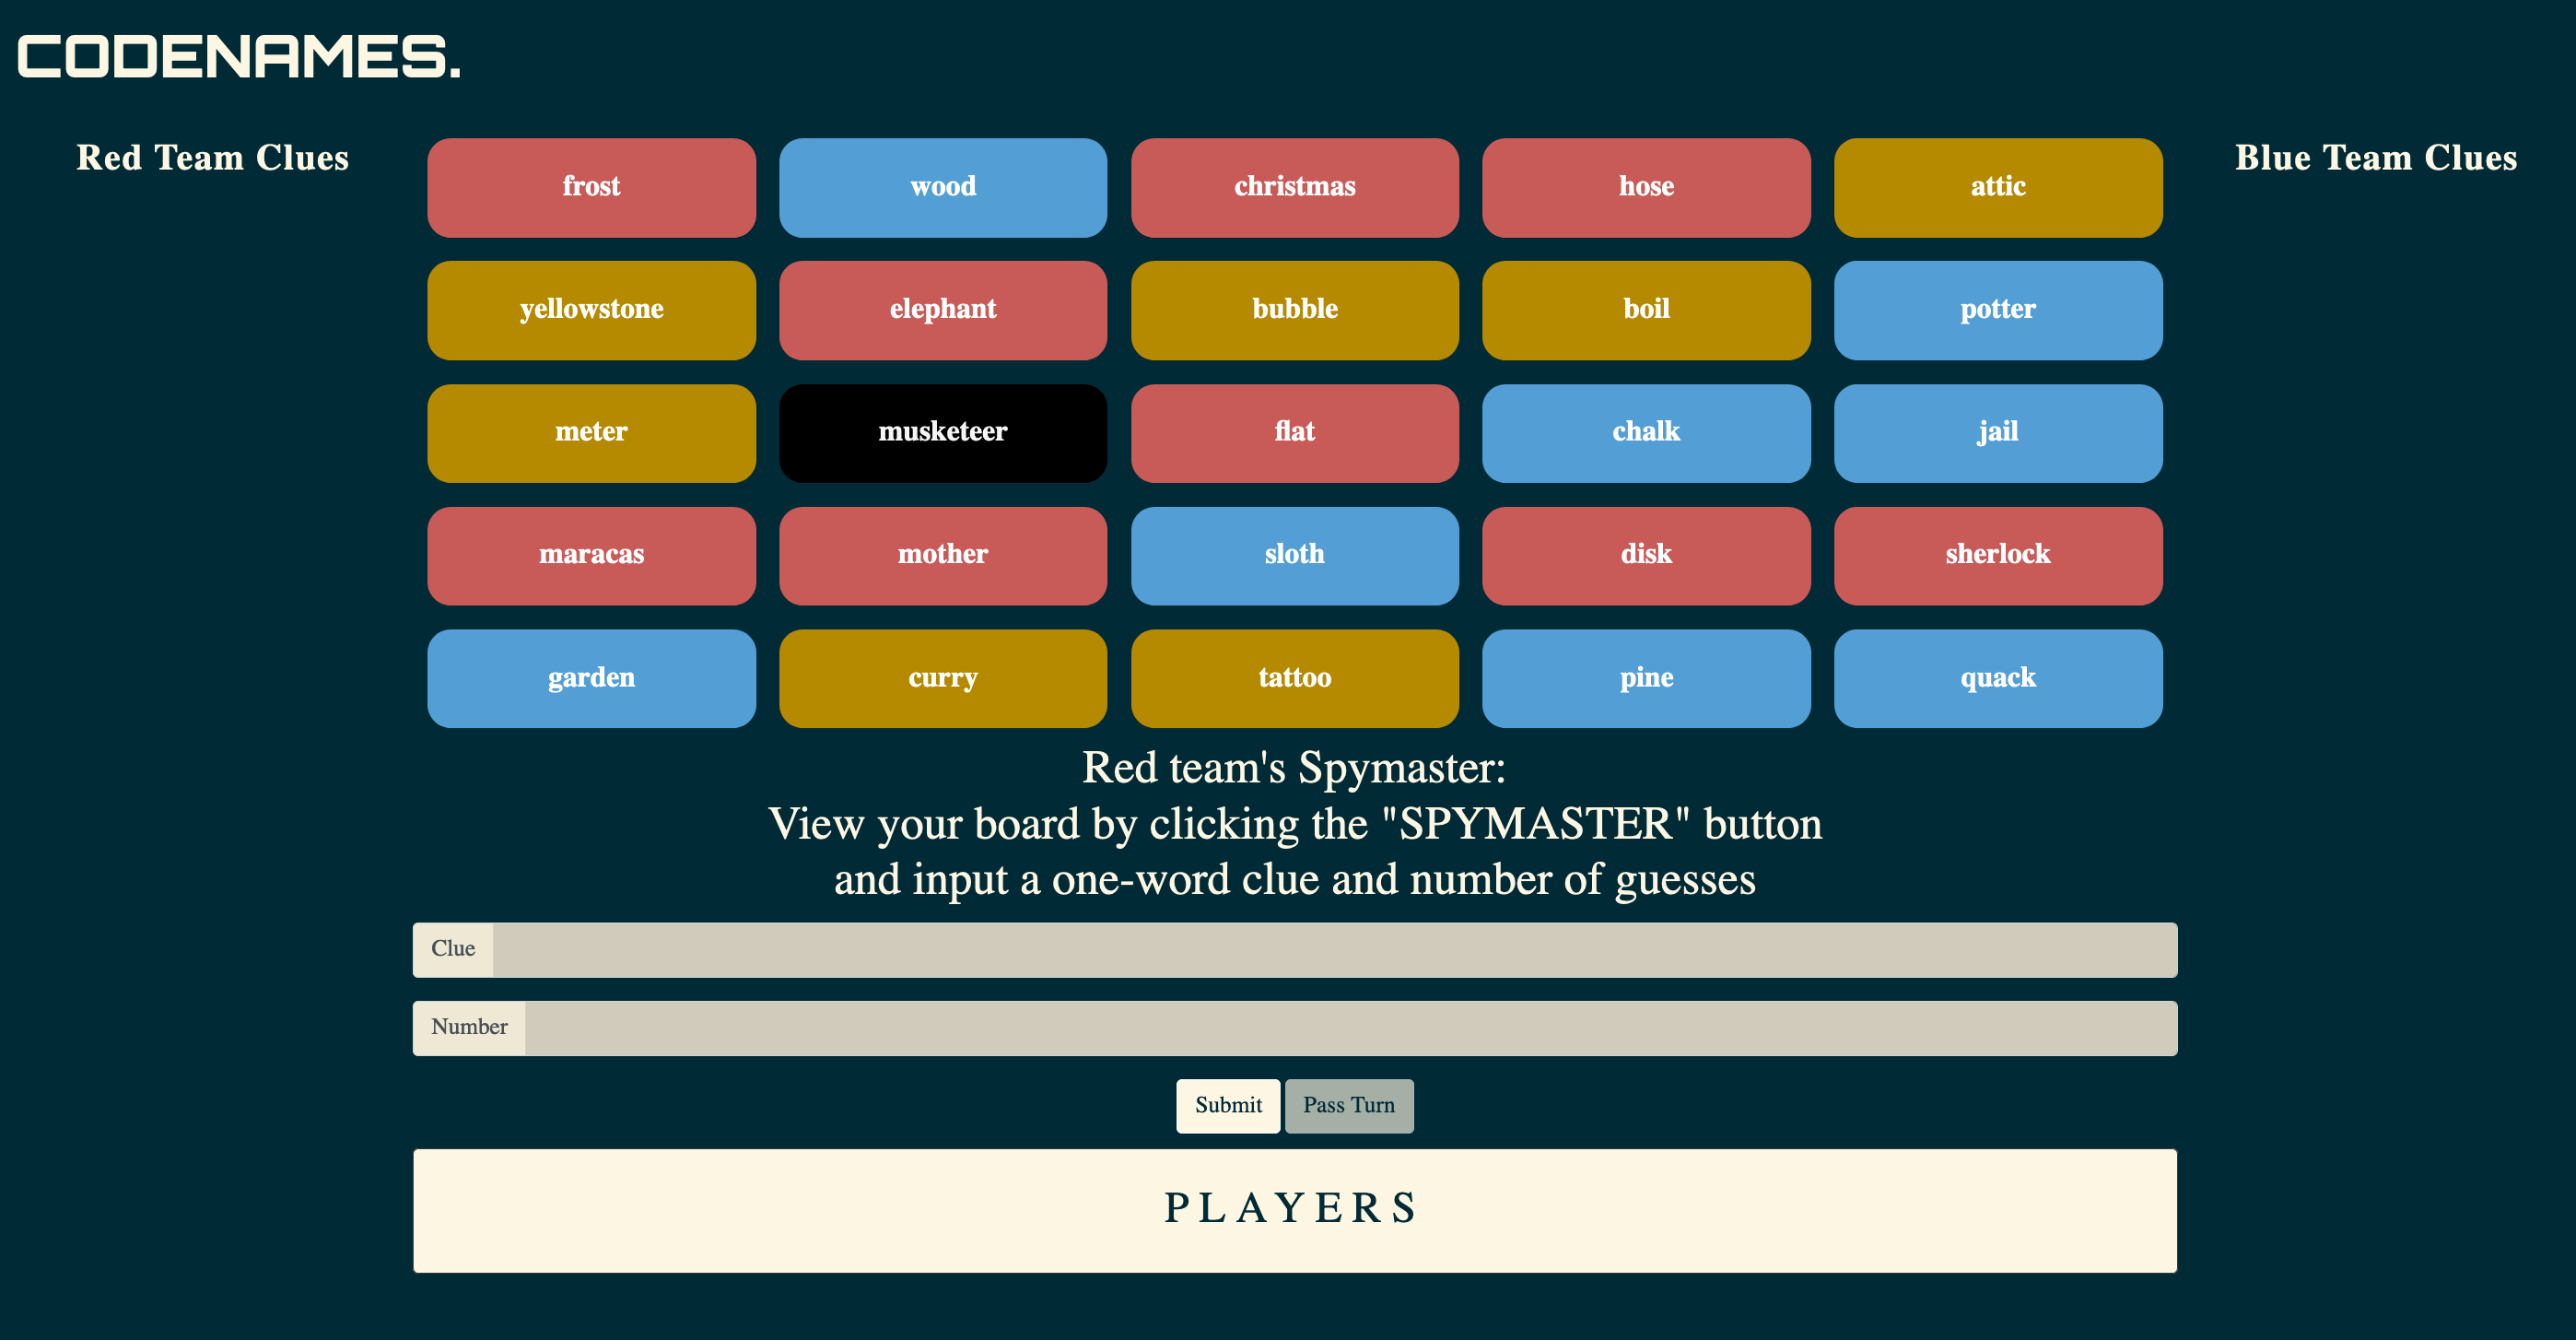 CODENAMES.
Red Team Clues
Blue Team Clues
frost wood christmas hose attic
yellowstone elephant bubble boil potter
meter musketeer flat chalk jail
maracas mother sloth disk sherlock
garden curry tattoo pine quack
Red team's Spymaster:
View your board by clicking the "SPYMASTER" button
and input a one-word clue and number of guesses
Clue
Number
Submit Pass Turn
PLAYERS